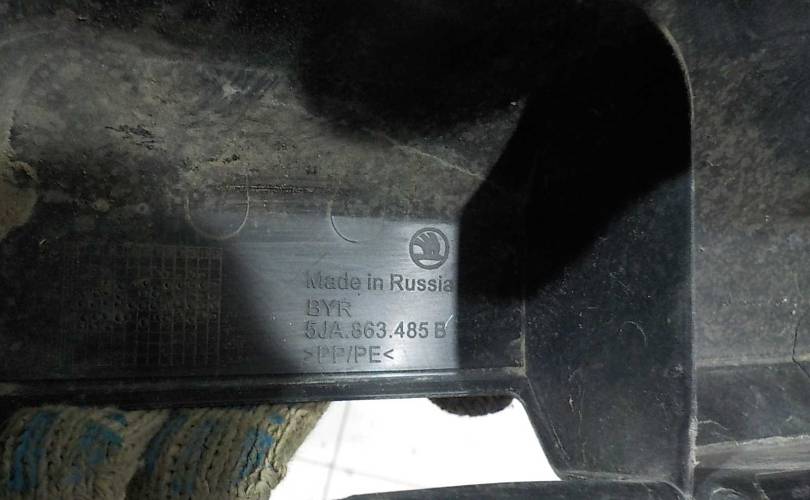 Made in Russia
BYR
5JA.863.485 B
>PP/PE<